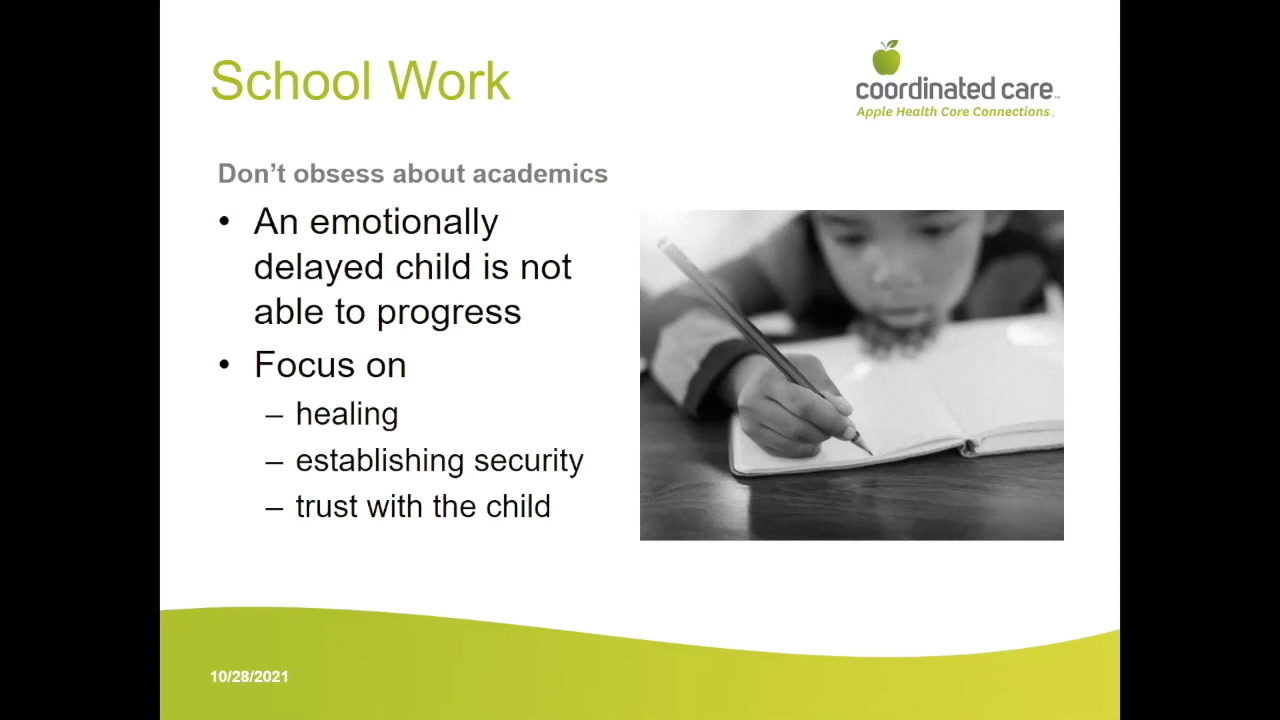 School Work
coordinated care™
Apple Health Core Connections
Don’t obsess about academics
• An emotionally
delayed child is not
able to progress
• Focus on
– healing
– establishing security
– trust with the child
10/28/2021